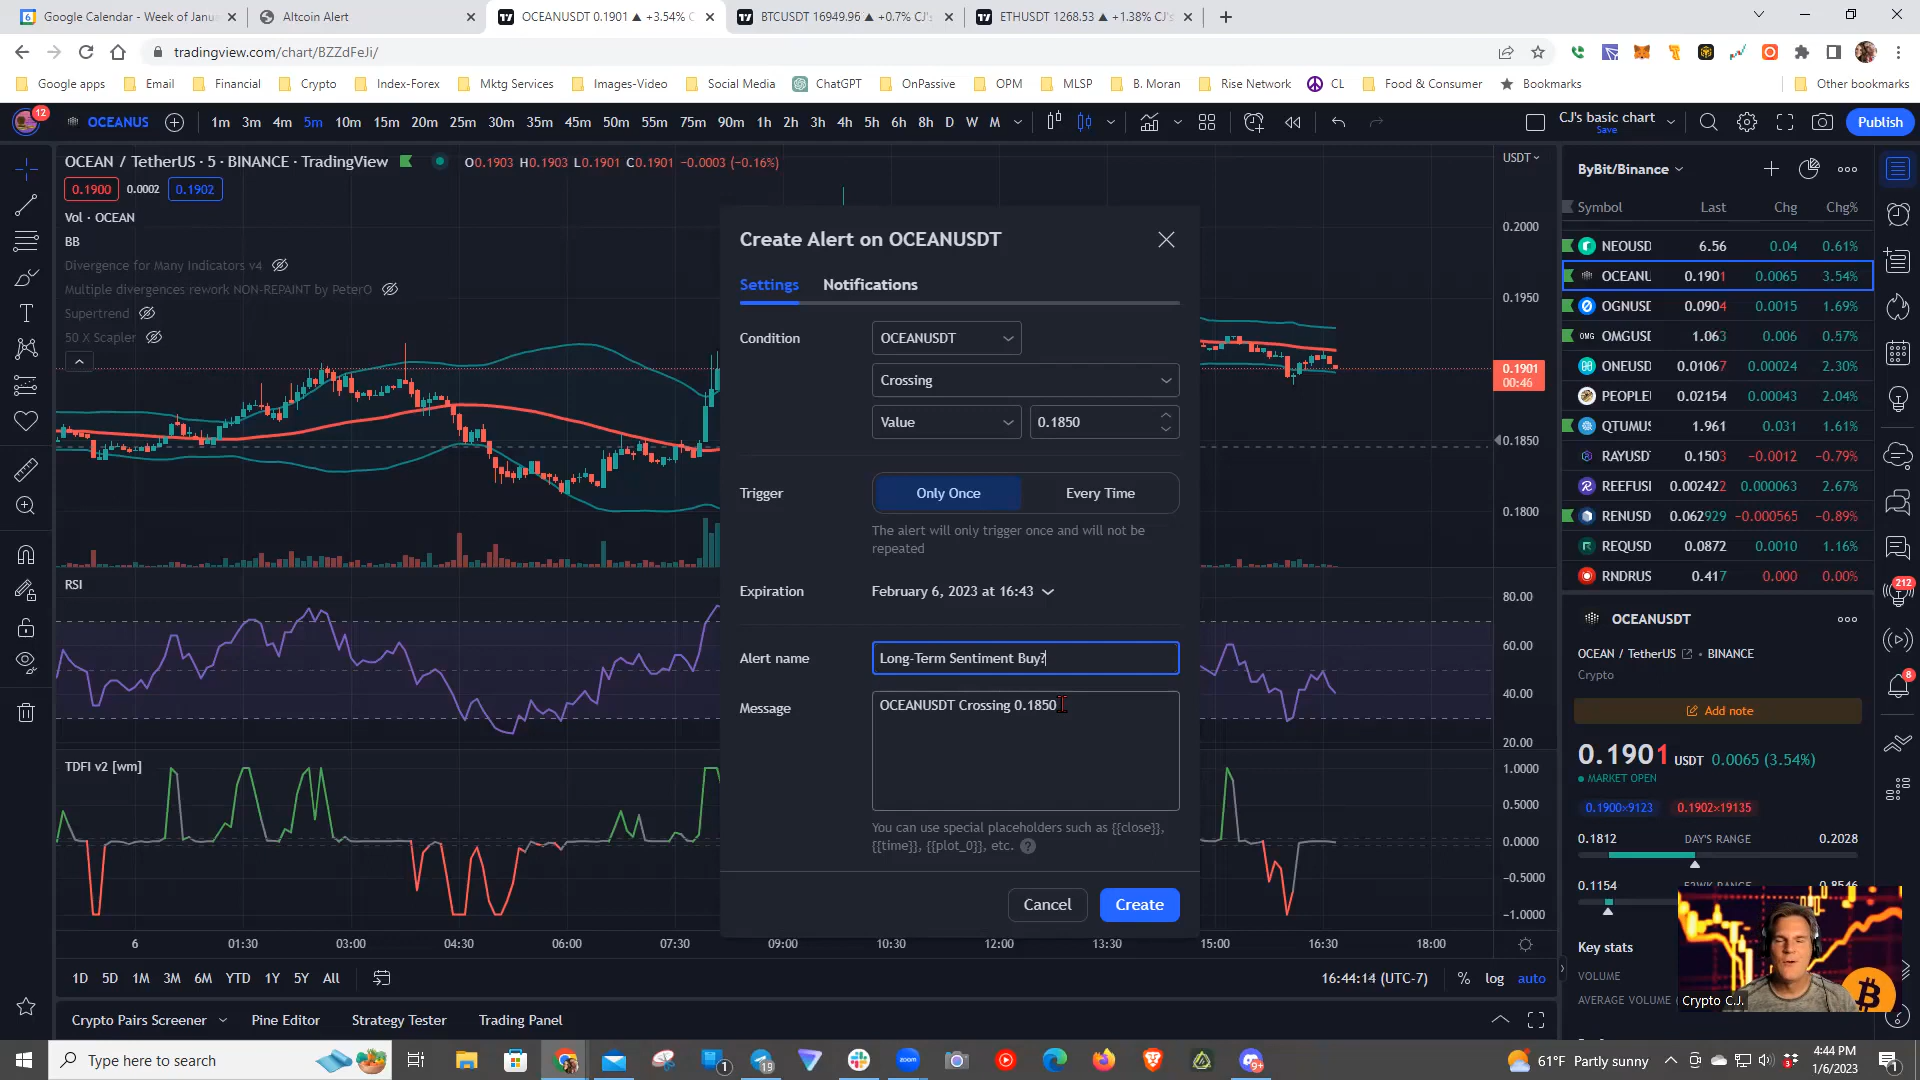 Google Calendar - Week of Janu
Altcoin Alert
OCEANUSDT 0.1901 ▲ +3.54% C
BTCUSDT 16949.96 ▲ +0.7% CJ's
ETHUSDT 1268.53 ▲ +1.38% CJ's
tradingview.com/chart/BZZdFeJi/
Google apps
Email
Financial
Crypto
Index-Forex
Mktg Services
Images-Video
Social Media
ChatGPT
OnPassive
OPM
MLSP
B. Moran
Rise Network
CL
Food & Consumer
Bookmarks
Other bookmarks
12
OCEANUS
1m 3m 4m 5m 10m 15m 20m 25m 30m 35m 45m 50m 55m 75m 90m 1h 2h 3h 4h 5h 6h 8h D W M
CJ's basic chart
Save
Publish
OCEAN / TetherUS · 5 · BINANCE · TradingView
O0.1903 H0.1903 L0.1901 C0.1901 −0.0003 (−0.16%)
0.1900 0.0002 0.1902
Vol · OCEAN
BB
Divergence for Many Indicators v4
Multiple divergences rework NON-REPAINT by PeterO
Supertrend
50 X Scapler
RSI
TDFI v2 [wm]
Create Alert on OCEANUSDT
Settings
Notifications
Condition
OCEANUSDT
Crossing
Value
0.1850
Trigger
Only Once
Every Time
The alert will only trigger once and will not be
repeated
Expiration
February 6, 2023 at 16:43
Alert name
Long-Term Sentiment Buy?
Message
OCEANUSDT Crossing 0.1850
You can use special placeholders such as {{close}},
{{time}}, {{plot_0}}, etc.
Cancel
Create
USDT
0.2000
0.1950
0.1901
00:46
0.1850
0.1800
80.00
60.00
40.00
20.00
1.0000
0.5000
0.0000
−0.5000
−1.0000
6 01:30 03:00 04:30 06:00 07:30 09:00 10:30 12:00 13:30 15:00 16:30 18:00
1D 5D 1M 3M 6M YTD 1Y 5Y All
16:44:14 (UTC-7)
%
log
auto
Crypto Pairs Screener
Pine Editor
Strategy Tester
Trading Panel
ByBit/Binance
Symbol Last Chg Chg%
NEOUSD 6.56 0.04 0.61%
OCEANU 0.1901 0.0065 3.54%
OGNUSD 0.0904 0.0015 1.69%
OMG OMGUSD 1.063 0.006 0.57%
ONEUSD 0.01067 0.00024 2.30%
PEOPLE 0.02154 0.00043 2.04%
QTUMUS 1.961 0.031 1.61%
RAYUSD 0.1503 −0.0012 −0.79%
REEFUSI 0.002422 0.000063 2.67%
RENUSD 0.062929 −0.000565 −0.89%
REQUSD 0.0872 0.0010 1.16%
RNDRUS 0.417 0.000 0.00%
OCEANUSDT
OCEAN / TetherUS
BINANCE
Crypto
Add note
0.1901 USDT 0.0065 (3.54%)
MARKET OPEN
0.1900×9123 0.1902×19135
0.1812 DAY'S RANGE 0.2028
0.1154
Key stats
VOLUME
AVERAGE VOLUME
212
8
Crypto C.J.
Type here to search
1
19
9+
61°F Partly sunny
4:44 PM
1/6/2023
1